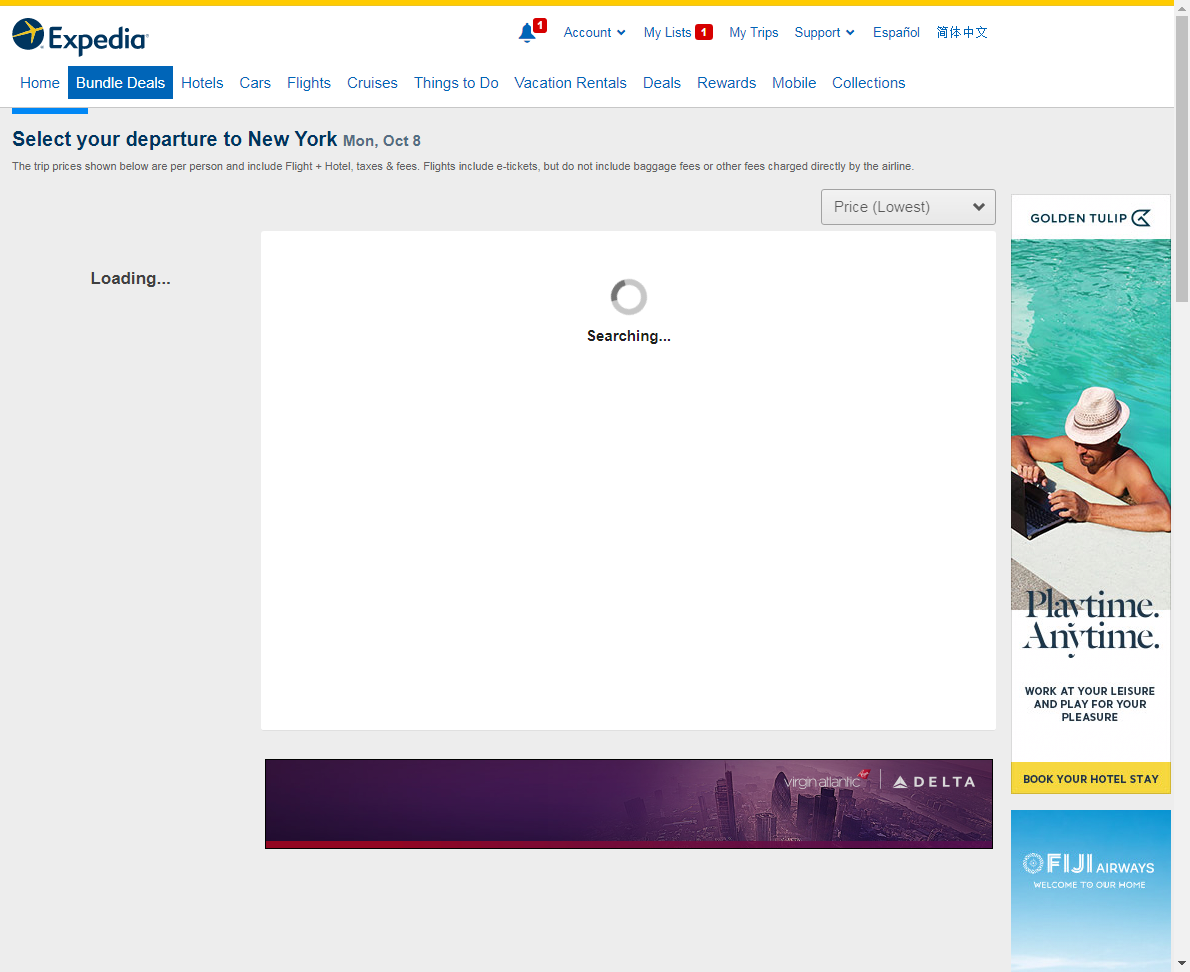 Expedia
1
Account
My Lists 1
My Trips
Support
Español
简体中文
Home
Bundle Deals
Hotels
Cars
Flights
Cruises
Things to Do
Vacation Rentals
Deals
Rewards
Mobile
Collections
Select your departure to New York Mon, Oct 8
The trip prices shown below are per person and include Flight + Hotel, taxes & fees. Flights include e-tickets, but do not include baggage fees or other fees charged directly by the airline.
Price (Lowest)
Loading...
Searching...
GOLDEN TULIP
Playtime.
Anytime.
WORK AT YOUR LEISURE
AND PLAY FOR YOUR
PLEASURE
BOOK YOUR HOTEL STAY
virgin atlantic
DELTA
FIJI AIRWAYS
WELCOME TO OUR HOME